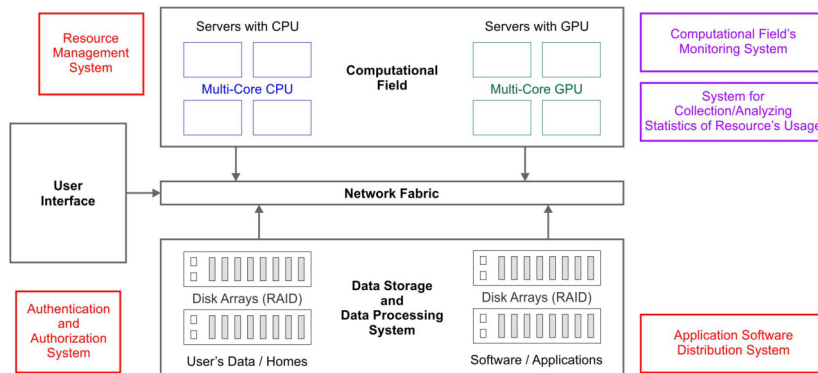 Resource
Management
System
Servers with CPU
Multi-Core CPU
Computational
Field
Servers with GPU
Multi-Core GPU
Computational Field's
Monitoring System
System for
Collection/Analyzing
Statistics of Resource's Usage
User
Interface
Network Fabric
Authentication
and
Authorization
System
Disk Arrays (RAID)
User's Data / Homes
Data Storage
and
Data Processing
System
Disk Arrays (RAID)
Software / Applications
Application Software
Distribution System